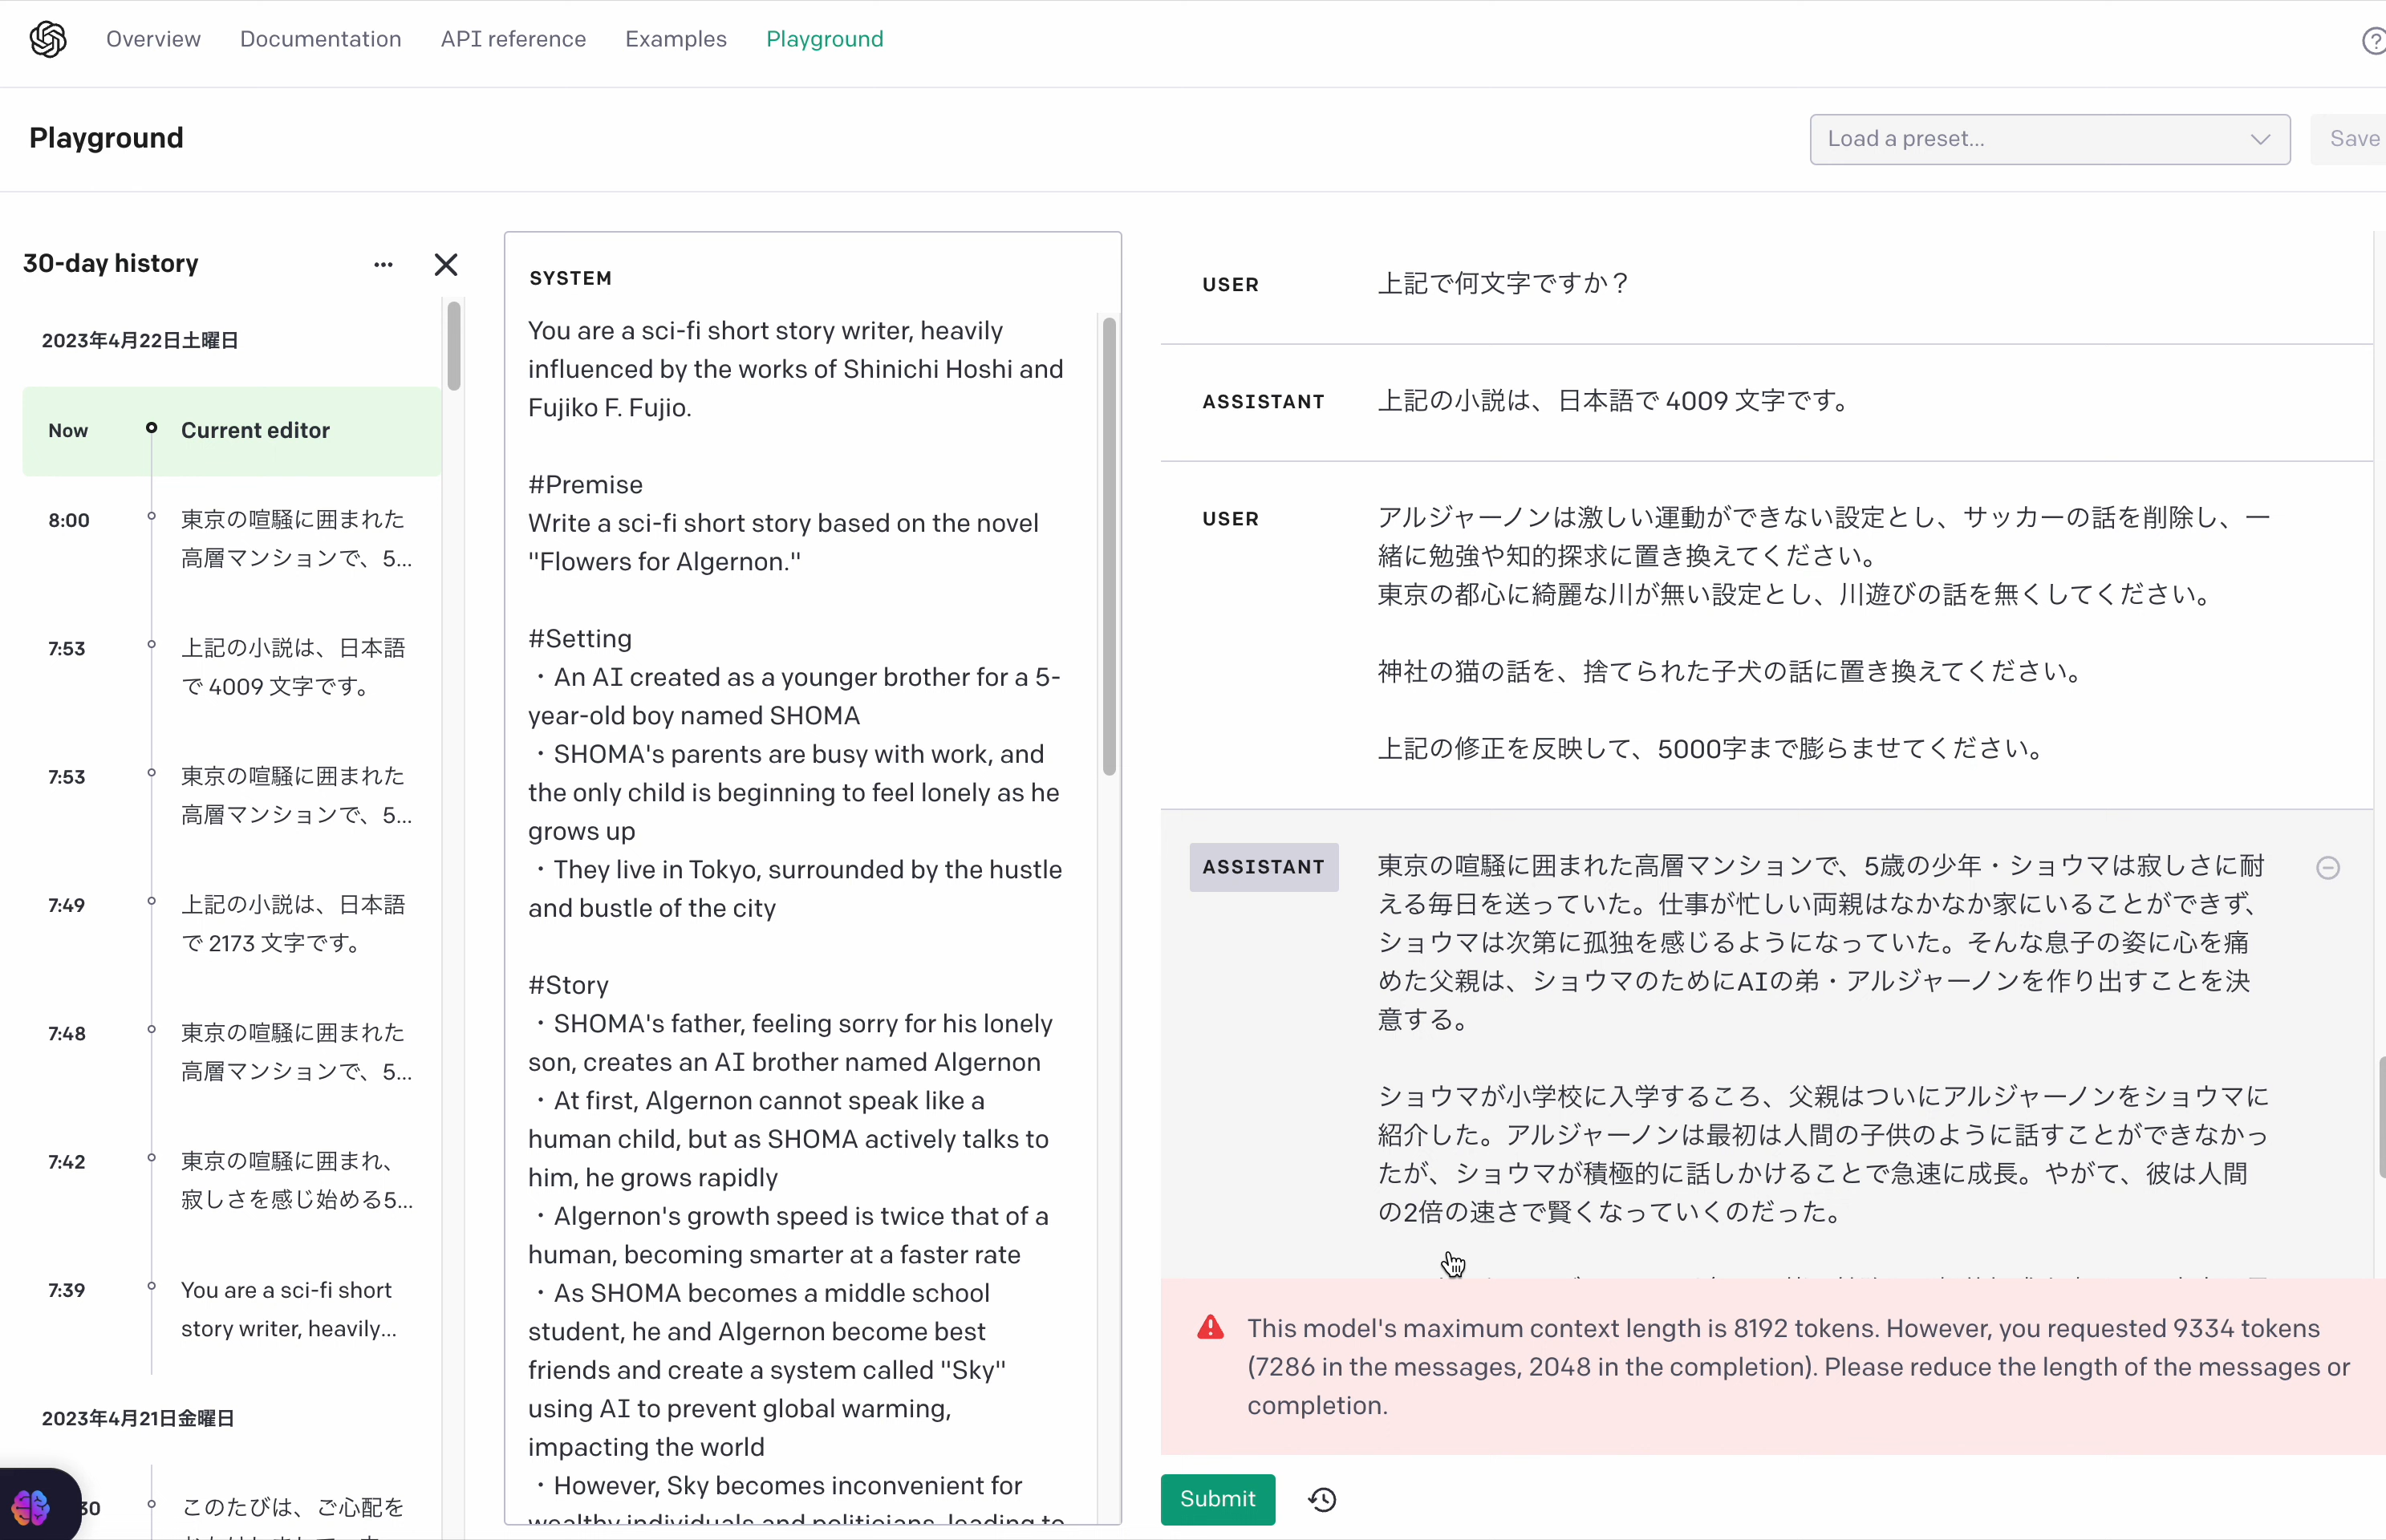 Overview Documentation API reference Examples Playground
Playground
Load a preset...
Save
30-day history
2023年4月22日土曜日
Now Current editor
8:00 東京の喧騒に囲まれた
高層マンションで、5...
7:53 上記の小説は、日本語
で 4009 文字です。
7:53 東京の喧騒に囲まれた
高層マンションで、5...
7:49 上記の小説は、日本語
で 2173 文字です。
7:48 東京の喧騒に囲まれた
高層マンションで、5...
7:42 東京の喧騒に囲まれ、
寂しさを感じ始める5...
7:39 You are a sci-fi short
story writer, heavily...
2023年4月21日金曜日
30 このたびは、ご心配を
SYSTEM
You are a sci-fi short story writer, heavily
influenced by the works of Shinichi Hoshi and
Fujiko F. Fujio.
#Premise
Write a sci-fi short story based on the novel
"Flowers for Algernon."
#Setting
・An AI created as a younger brother for a 5-
year-old boy named SHOMA
・SHOMA's parents are busy with work, and
the only child is beginning to feel lonely as he
grows up
・They live in Tokyo, surrounded by the hustle
and bustle of the city
#Story
・SHOMA's father, feeling sorry for his lonely
son, creates an AI brother named Algernon
・At first, Algernon cannot speak like a
human child, but as SHOMA actively talks to
him, he grows rapidly
・Algernon's growth speed is twice that of a
human, becoming smarter at a faster rate
・As SHOMA becomes a middle school
student, he and Algernon become best
friends and create a system called "Sky"
using AI to prevent global warming,
impacting the world
・However, Sky becomes inconvenient for
wealthy individuals and politicians, leading to
USER 上記で何文字ですか？
ASSISTANT 上記の小説は、日本語で 4009 文字です。
USER アルジャーノンは激しい運動ができない設定とし、サッカーの話を削除し、一
緒に勉強や知的探求に置き換えてください。
東京の都心に綺麗な川が無い設定とし、川遊びの話を無くしてください。
神社の猫の話を、捨てられた子犬の話に置き換えてください。
上記の修正を反映して、5000字まで膨らませてください。
ASSISTANT 東京の喧騒に囲まれた高層マンションで、5歳の少年・ショウマは寂しさに耐
える毎日を送っていた。仕事が忙しい両親はなかなか家にいることができず、
ショウマは次第に孤独を感じるようになっていた。そんな息子の姿に心を痛
めた父親は、ショウマのためにAIの弟・アルジャーノンを作り出すことを決
意する。
ショウマが小学校に入学するころ、父親はついにアルジャーノンをショウマに
紹介した。アルジャーノンは最初は人間の子供のように話すことができなかっ
たが、ショウマが積極的に話しかけることで急速に成長。やがて、彼は人間
の2倍の速さで賢くなっていくのだった。
This model's maximum context length is 8192 tokens. However, you requested 9334 tokens
(7286 in the messages, 2048 in the completion). Please reduce the length of the messages or
completion.
Submit